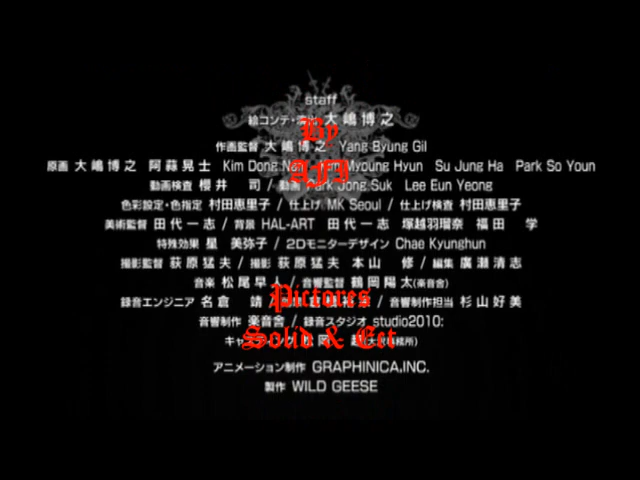 staff
絵コンテ・ 大嶋博之
By
作画監督 大嶋博之 Yang Byung Gil
原画 大嶋博之 阿蒜晃士 Kim Dong Myoung Hyun Su Jung Ha Park So Youn
AFI
動画検査 櫻井 司 / 動画 Jong Suk Lee Eun Yeong
色彩設定・色指定 村田恵里子 / 仕上げ MK Seoul / 仕上げ検査 村田恵里子
美術監督 田代一志 / 背景 HAL-ART 田代一志 塚越羽瑠奈 福田 学
特殊効果 星 美弥子 / 2Dモニターデザイン Chae Kyunghun
撮影監督 荻原猛夫 / 撮影 荻原猛夫 本山 修 / 編集 廣瀬清志
音楽 松尾早人 / 音響監督 鶴岡陽太(楽音舎)
Pictores
録音エンジニア 名倉 靖 / 音響制作担当 杉山好美
音響制作 楽音舎 / 録音スタジオ studio2010:
Solid & Ect
アニメーション制作 GRAPHINICA,INC.
製作 WILD GEESE